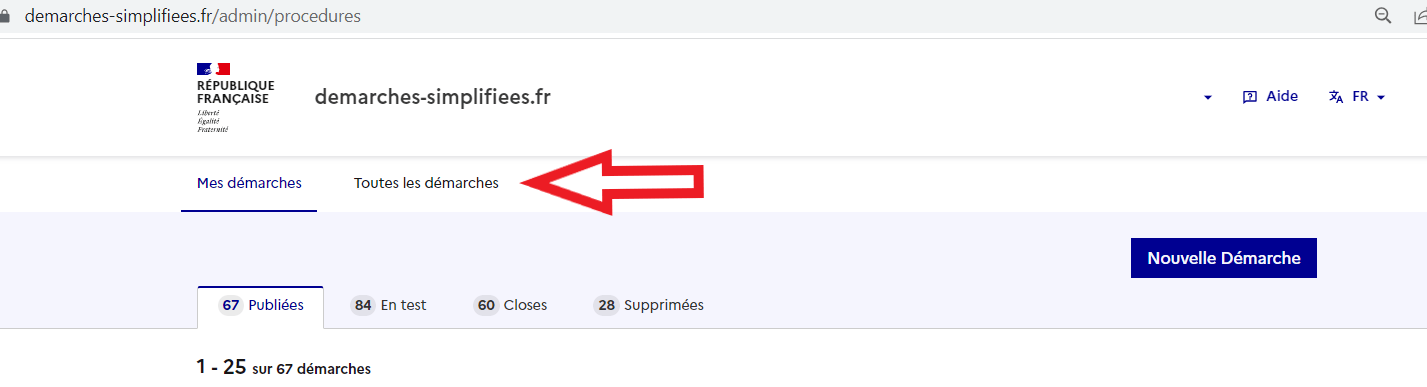 demarches-simplifiees.fr/admin/procedures
RÉPUBLIQUE
FRANÇAISE
Liberté
Égalité
Fraternité
demarches-simplifiees.fr
Aide
FR
Mes démarches
Toutes les démarches
Nouvelle Démarche
67 Publiées
84 En test
60 Closes
28 Supprimées
1 - 25 sur 67 démarches